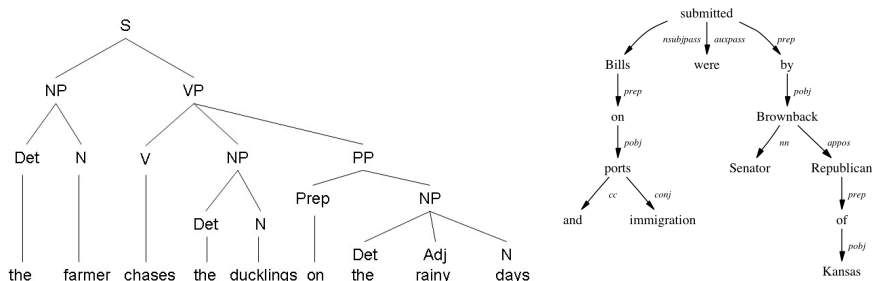 S
NP VP
Det N V NP PP
Det N Prep NP
Det Adj N
the farmer chases the ducklings on the rainy days
submitted
nsubjpass auxpass prep
Bills were by
prep pobj
on Brownback
pobj nn appos
ports Senator Republican
cc conj prep
and immigration of
pobj
Kansas